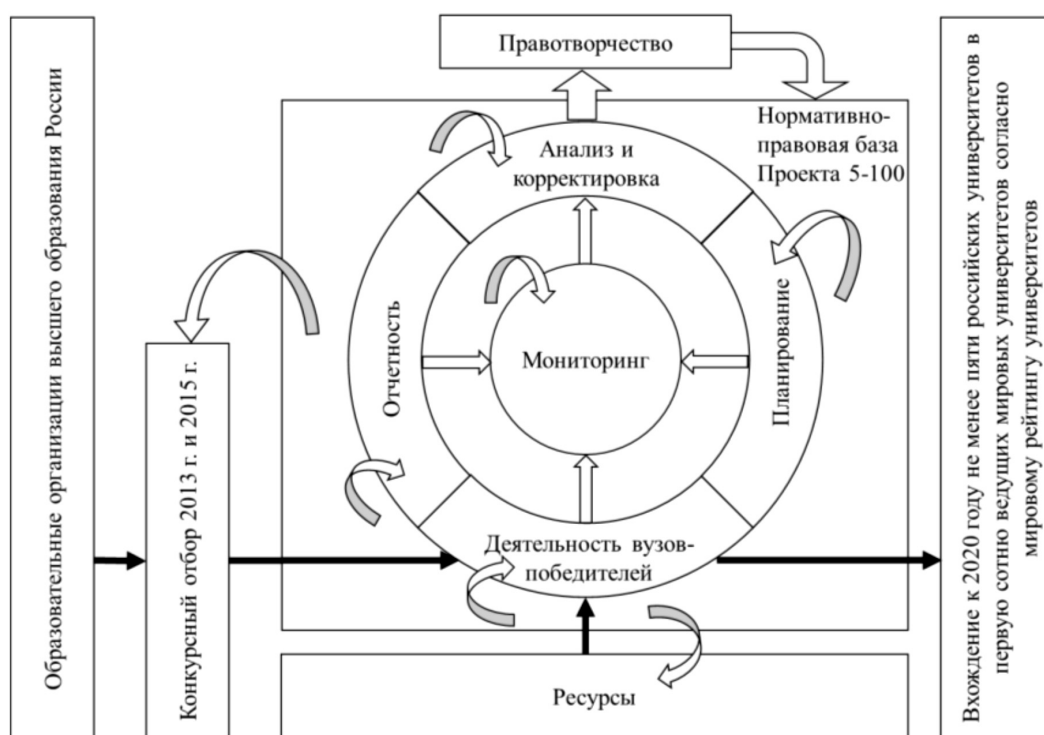 Образовательные организации высшего образования России
Конкурсный отбор 2013 г. и 2015 г.
Правотворчество
Нормативно-
правовая база
Проекта 5-100
Анализ и
корректировка
Отчетность
Мониторинг
Планирование
Деятельность вузов-
победителей
Ресурсы
Вхождение к 2020 году не менее пяти российских университетов в
первую сотню ведущих мировых университетов согласно
мировому рейтингу университетов